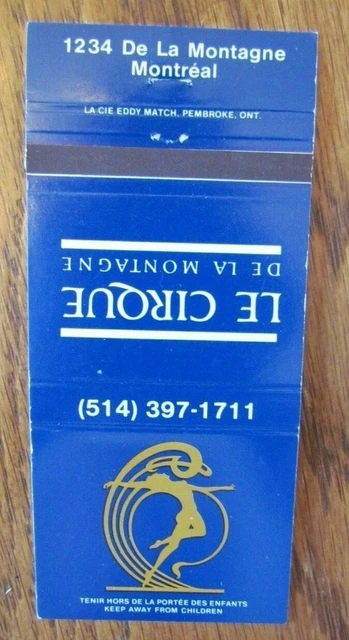 1234 De La Montagne
Montréal
LA CIE EDDY MATCH, PEMBROKE, ONT.
LE CIRQUE
DE LA MONTAGNE
(514) 397-1711
TENIR HORS DE LA PORTÉE DES ENFANTS
KEEP AWAY FROM CHILDREN